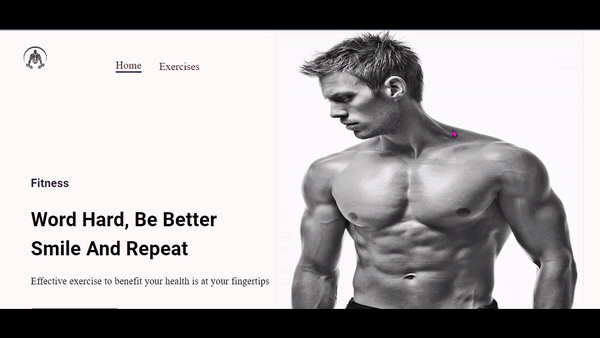 Home Exercises
Fitness
Word Hard, Be Better
Smile And Repeat
Effective exercise to benefit your health is at your fingertips